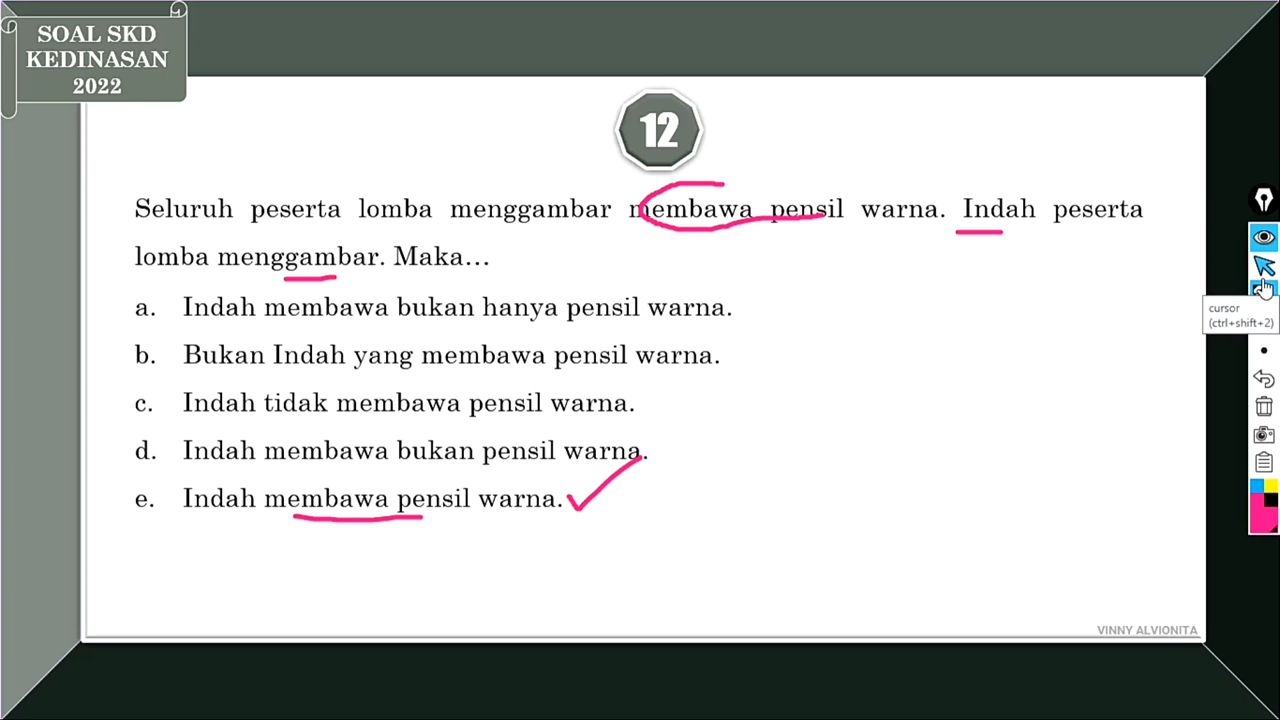 SOAL SKD
KEDINASAN
2022
12
Seluruh peserta lomba menggambar membawa pensil warna. Indah peserta
lomba menggambar. Maka...
a. Indah membawa bukan hanya pensil warna.
b. Bukan Indah yang membawa pensil warna.
c. Indah tidak membawa pensil warna.
d. Indah membawa bukan pensil warna.
e. Indah membawa pensil warna.
cursor
(ctrl+shift+2)
VINNY ALVIONITA